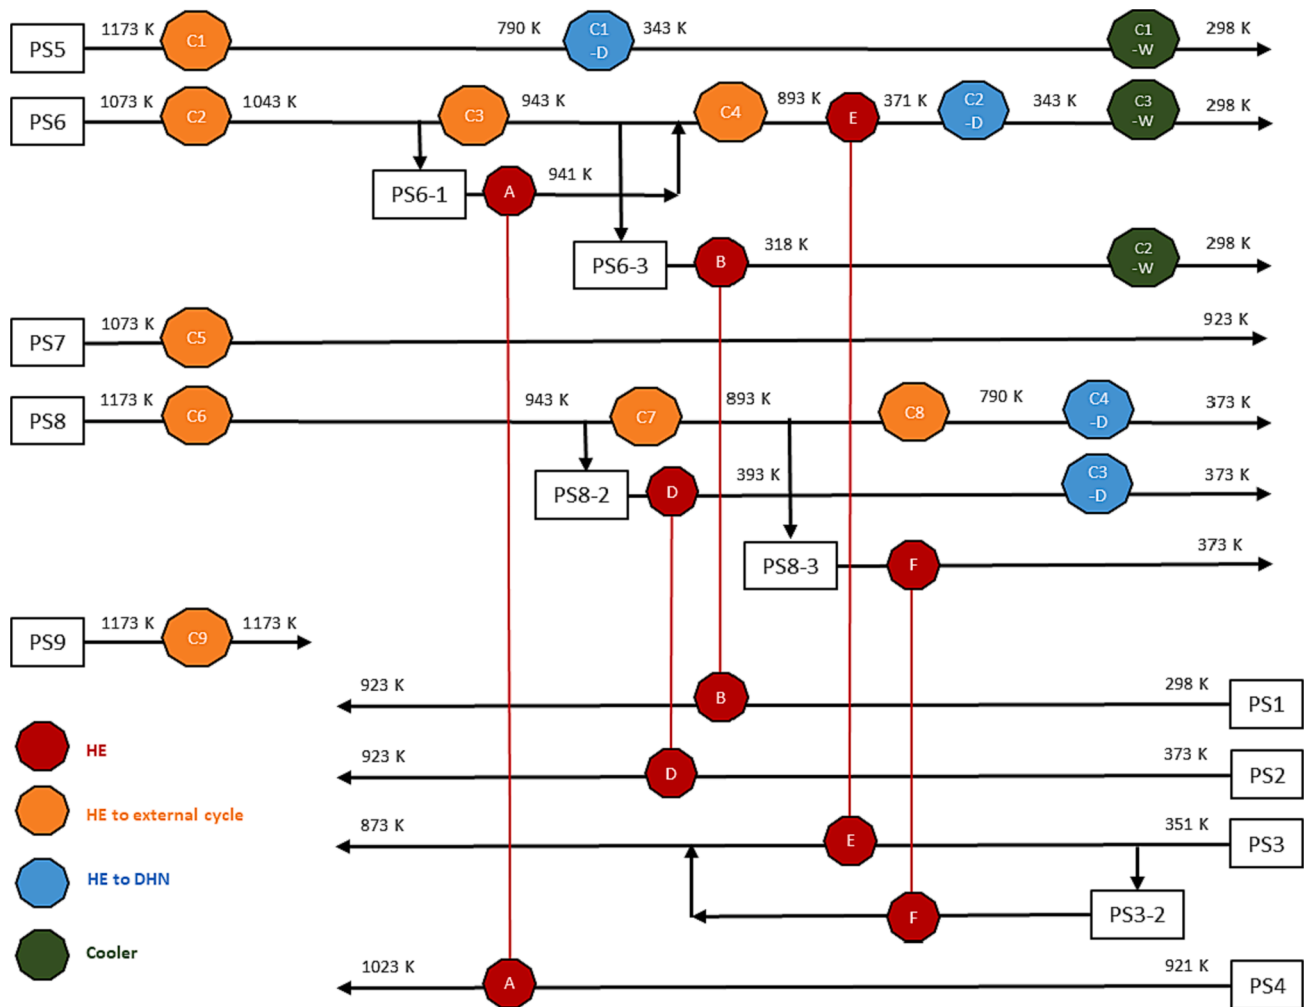 PS5 1173 K C1 790 K C1 -D 343 K C1 -W 298 K
PS6 1073 K C2 1043 K C3 943 K C4 893 K E 371 K C2 -D 343 K C3 -W 298 K
PS6-1 A 941 K
PS6-3 B 318 K C2 -W 298 K
PS7 1073 K C5 923 K
PS8 1173 K C6 943 K C7 893 K C8 790 K C4 -D 373 K
PS8-2 D 393 K C3 -D 373 K
PS8-3 F 373 K
PS9 1173 K C9 1173 K
923 K B 298 K PS1
HE
923 K D 373 K PS2
HE to external cycle
873 K E 351 K PS3
HE to DHN
F PS3-2
Cooler
1023 K A 921 K PS4